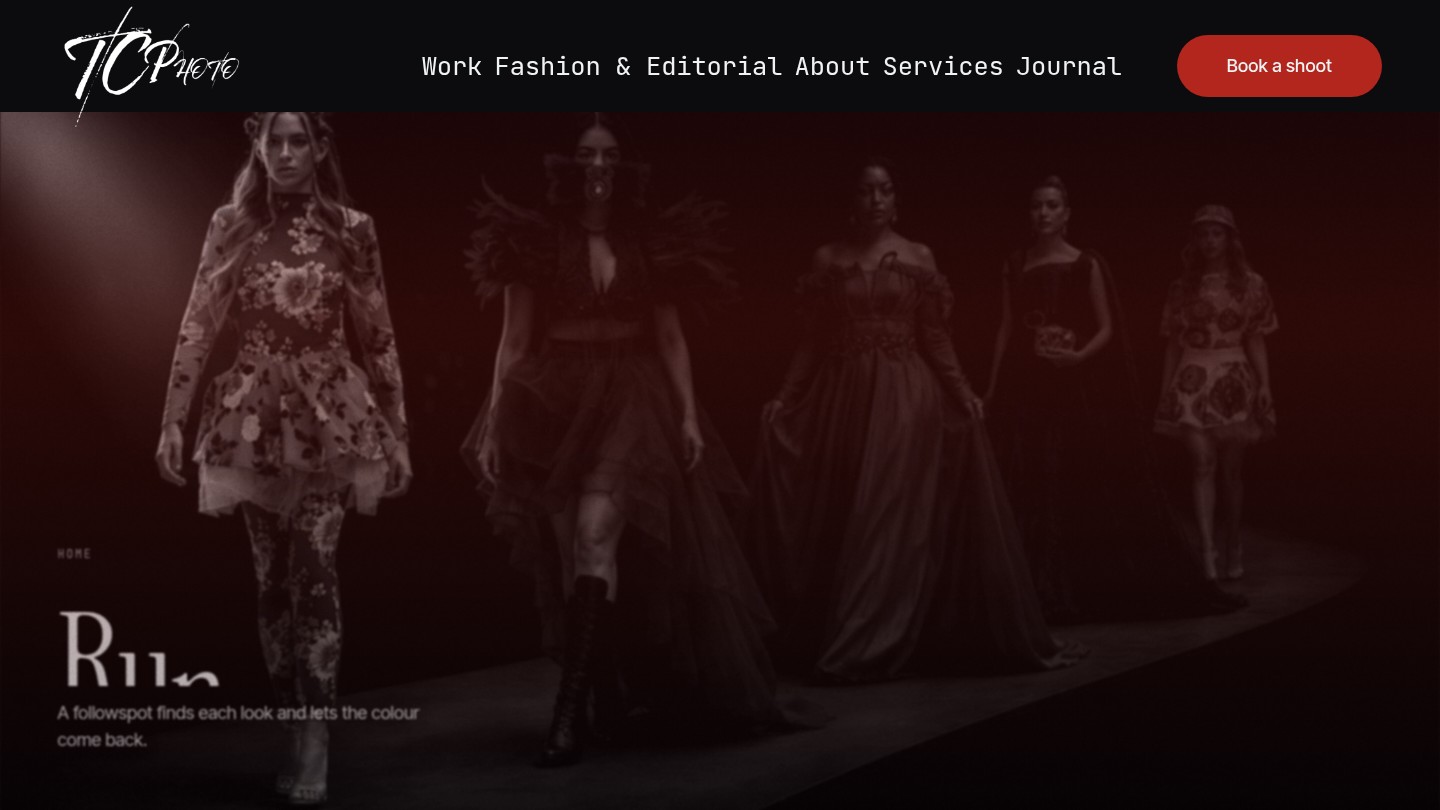 TCPHOTO
Work Fashion & Editorial About Services Journal
Book a shoot
HOME
Run
A followspot finds each look and lets the colour
come back.